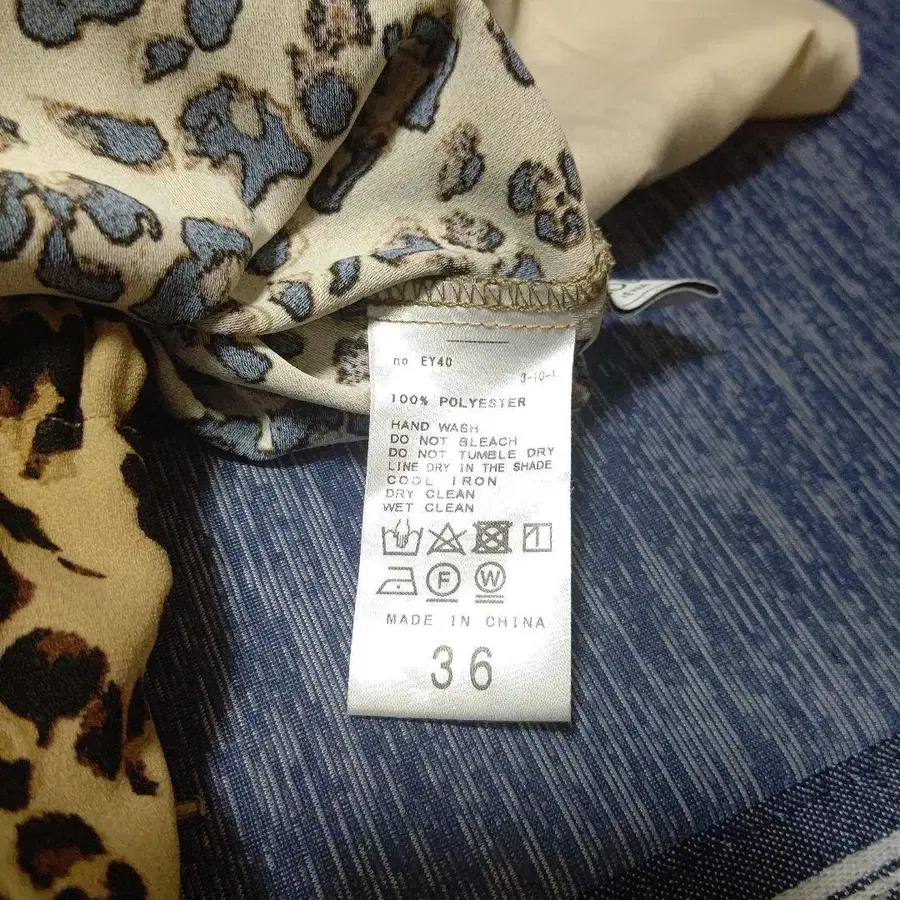 no EY40
3-10-1
100% POLYESTER
HAND WASH
DO NOT BLEACH
DO NOT TUMBLE DRY
LINE DRY IN THE SHADE
COOL IRON
DRY CLEAN
WET CLEAN
F W
MADE IN CHINA
36